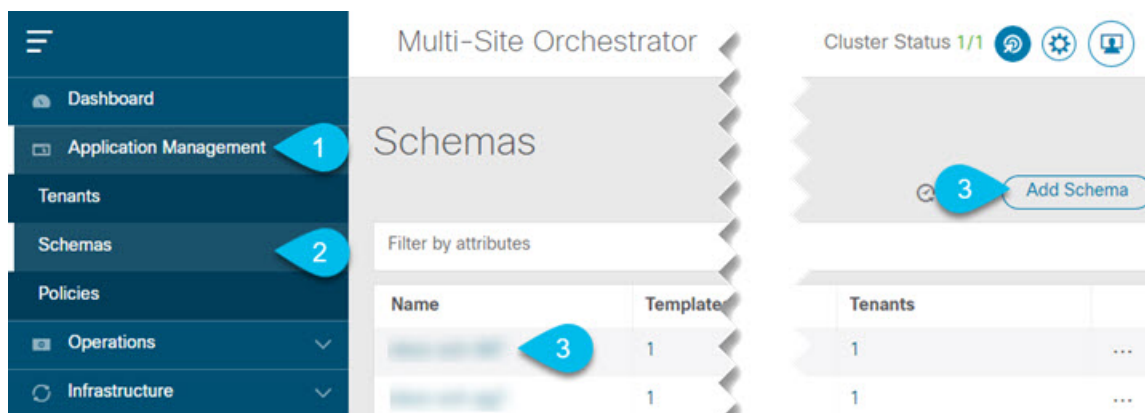 Multi-Site Orchestrator
Cluster Status 1/1
Dashboard
Application Management
1
Tenants
Schemas
2
Policies
Operations
Infrastructure
Schemas
3
Add Schema
Filter by attributes
Name Template Tenants
3 1 1 ...
1 1 ...